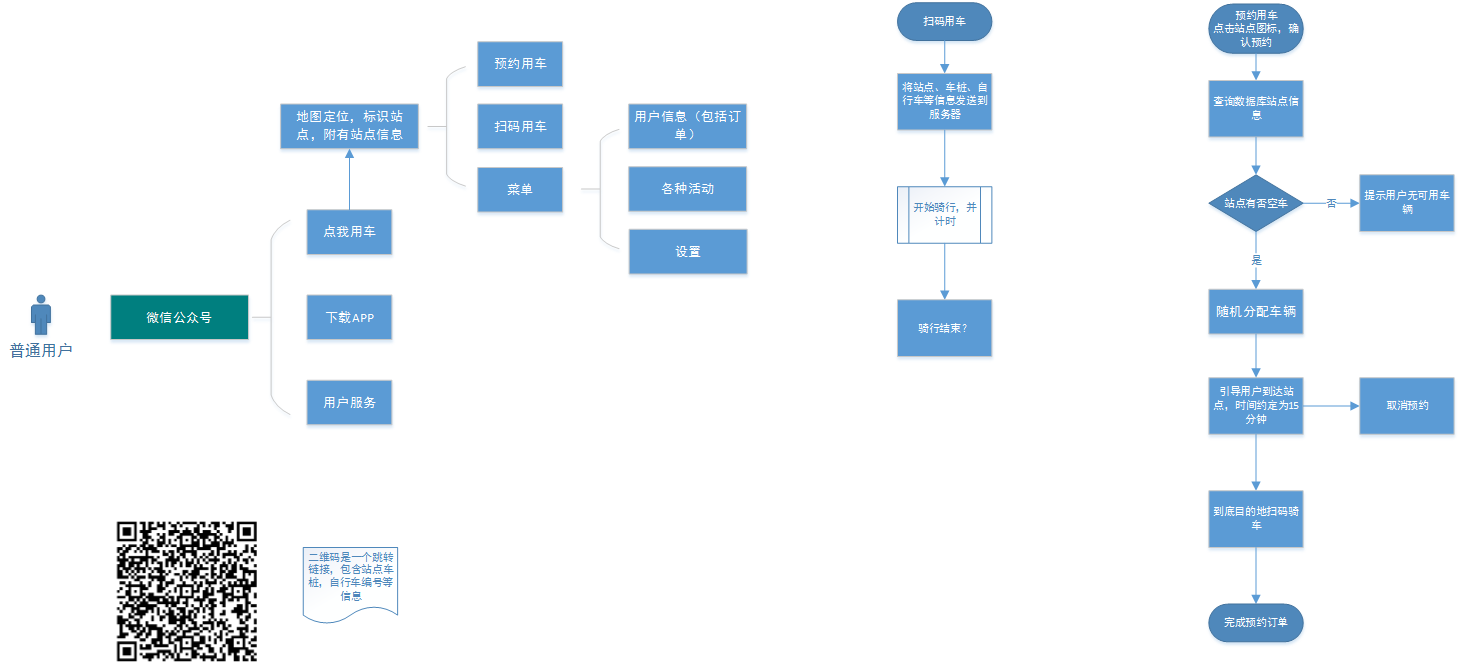 普通用户
微信公众号
点我用车
下载APP
用户服务
地图定位，标识站
点，附有站点信息
预约用车
扫码用车
菜单
用户信息（包括订
单）
各种活动
设置
二维码是一个跳转
链接，包含站点车
桩，自行车编号等
信息
扫码用车
将站点、车桩、自
行车等信息发送到
服务器
开始骑行，并
计时
骑行结束？
预约用车
点击站点图标，确
认预约
查询数据库站点信
息
站点有否空车
否
提示用户无可用车
辆
是
随机分配车辆
引导用户到达站
点，时间约定为15
分钟
取消预约
到底目的地扫码骑
车
完成预约订单